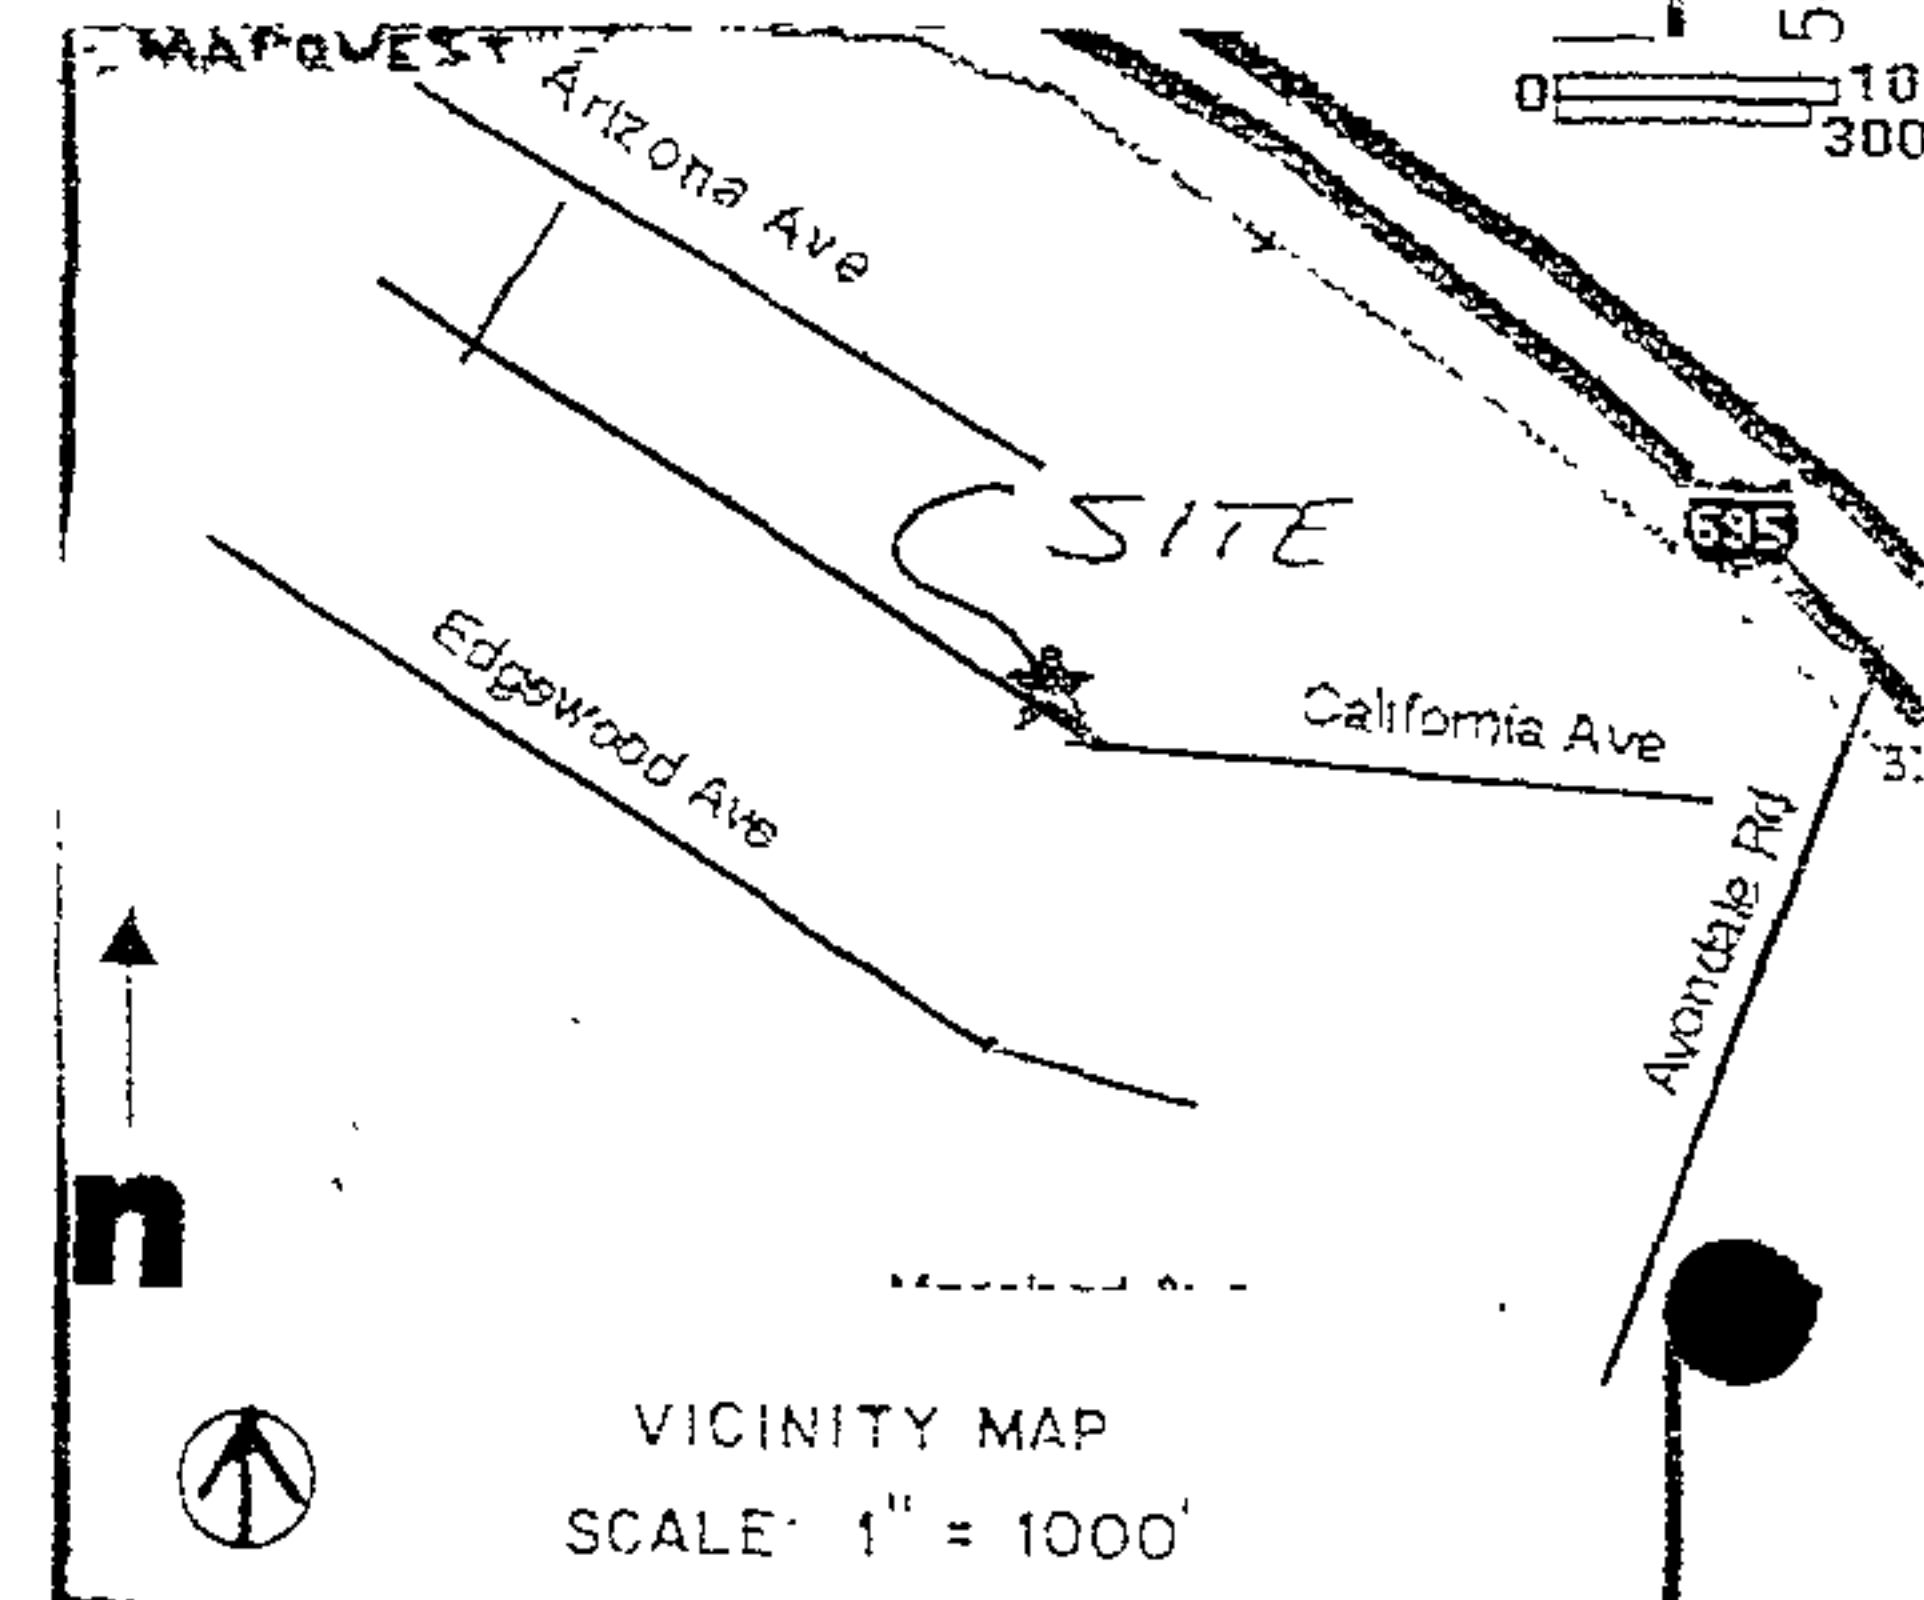 MAPQUEST
5
0 10
300
Arizona Ave
SITE
695
Edgewood Ave
California Ave
Avondale Rd
n
VICINITY MAP
SCALE 1" = 1000'